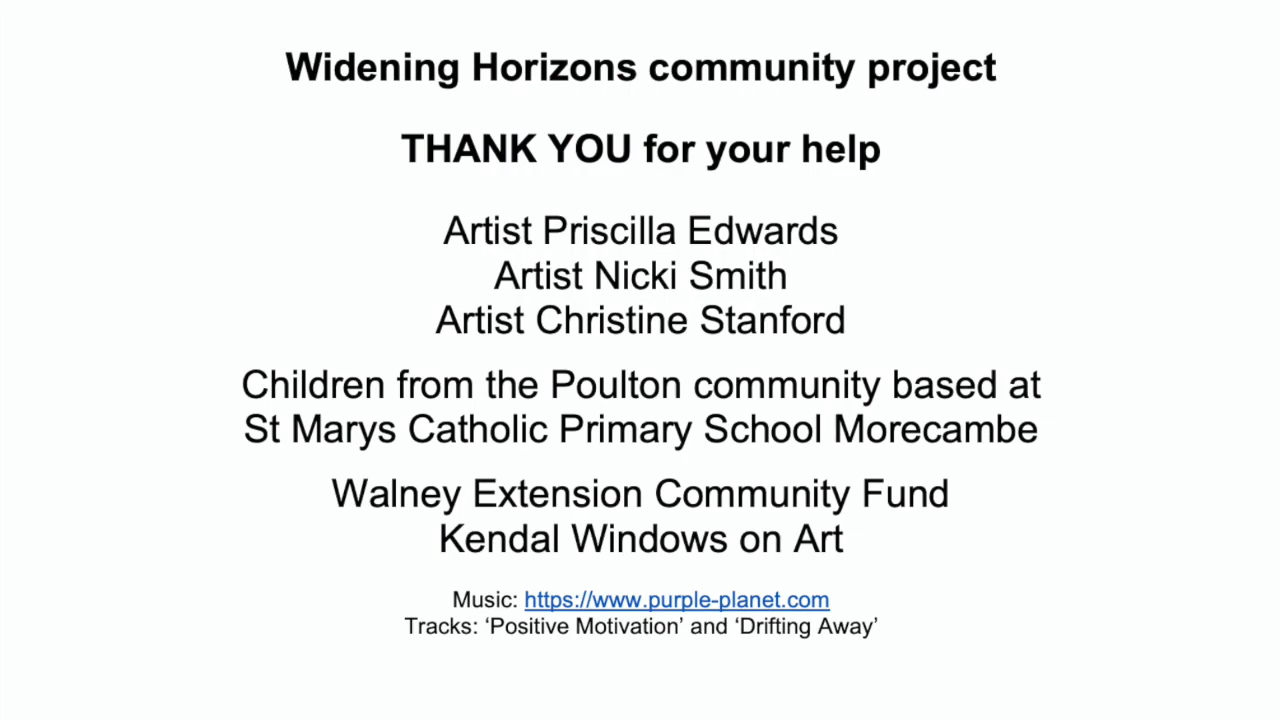 Widening Horizons community project
THANK YOU for your help
Artist Priscilla Edwards
Artist Nicki Smith
Artist Christine Stanford
Children from the Poulton community based at
St Marys Catholic Primary School Morecambe
Walney Extension Community Fund
Kendal Windows on Art
Music: https://www.purple-planet.com
Tracks: ‘Positive Motivation’ and ‘Drifting Away’